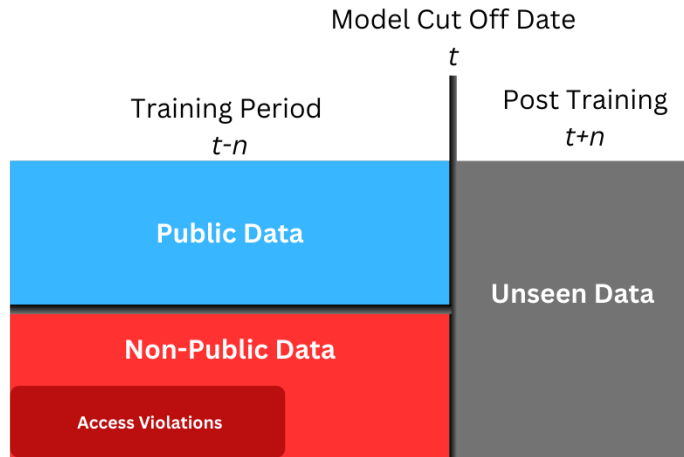 Model Cut Off Date
t
Training Period
t-n
Post Training
t+n
Public Data
Unseen Data
Non-Public Data
Access Violations